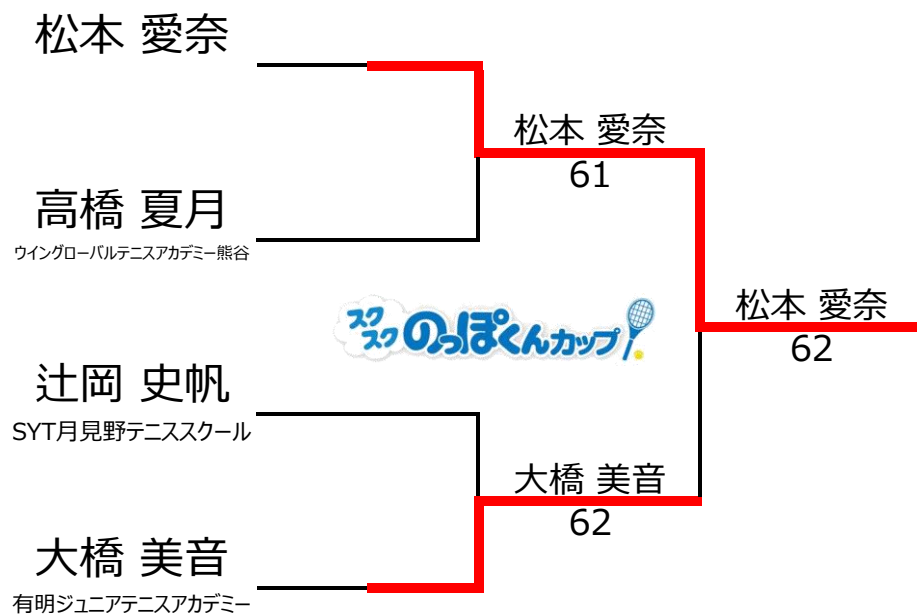 松本 愛奈
松本 愛奈
61
高橋 夏月
ウイングローバルテニスアカデミー熊谷
松本 愛奈
62
スク
スク のっぽくんカップ
辻岡 史帆
SYT月見野テニススクール
大橋 美音
62
大橋 美音
有明ジュニアテニスアカデミー